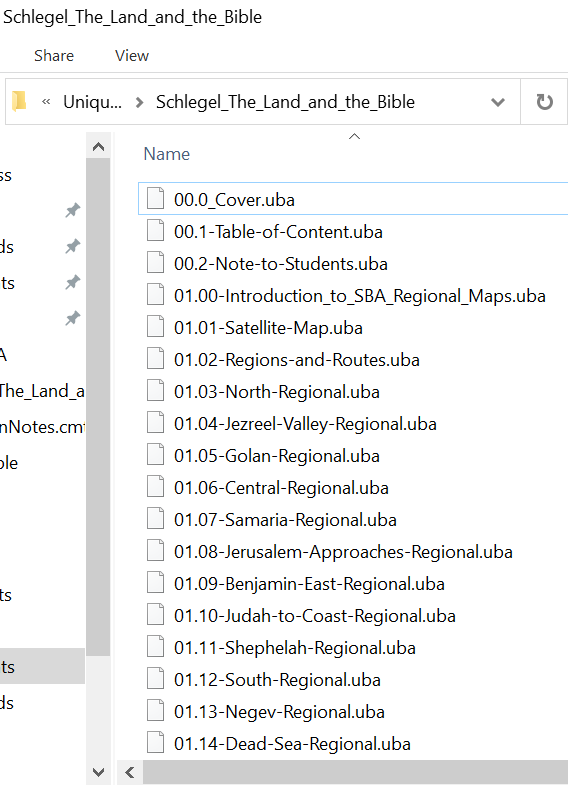 Schlegel_The_Land_and_the_Bible
Share View
« Uniqu... > Schlegel_The_Land_and_the_Bible
Name
ss
ds
ts
A
The_Land_a
nNotes.cm
ble
ts
ts
ds
00.0_Cover.uba
00.1-Table-of-Content.uba
00.2-Note-to-Students.uba
01.00-Introduction_to_SBA_Regional_Maps.uba
01.01-Satellite-Map.uba
01.02-Regions-and-Routes.uba
01.03-North-Regional.uba
01.04-Jezreel-Valley-Regional.uba
01.05-Golan-Regional.uba
01.06-Central-Regional.uba
01.07-Samaria-Regional.uba
01.08-Jerusalem-Approaches-Regional.uba
01.09-Benjamin-East-Regional.uba
01.10-Judah-to-Coast-Regional.uba
01.11-Shephelah-Regional.uba
01.12-South-Regional.uba
01.13-Negev-Regional.uba
01.14-Dead-Sea-Regional.uba